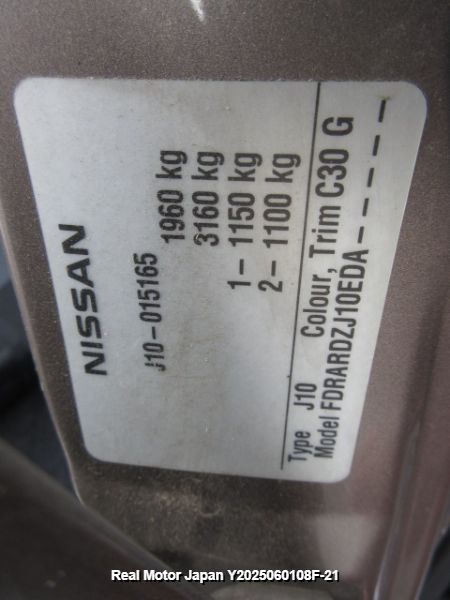 NISSAN
J10-015165
1960 kg
3160 kg
1- 1150 kg
2- 1100 kg
Type J10 Colour, Trim C30 G
Model FDRARDZJ10EDA-----
Real Motor Japan Y2025060108F-21